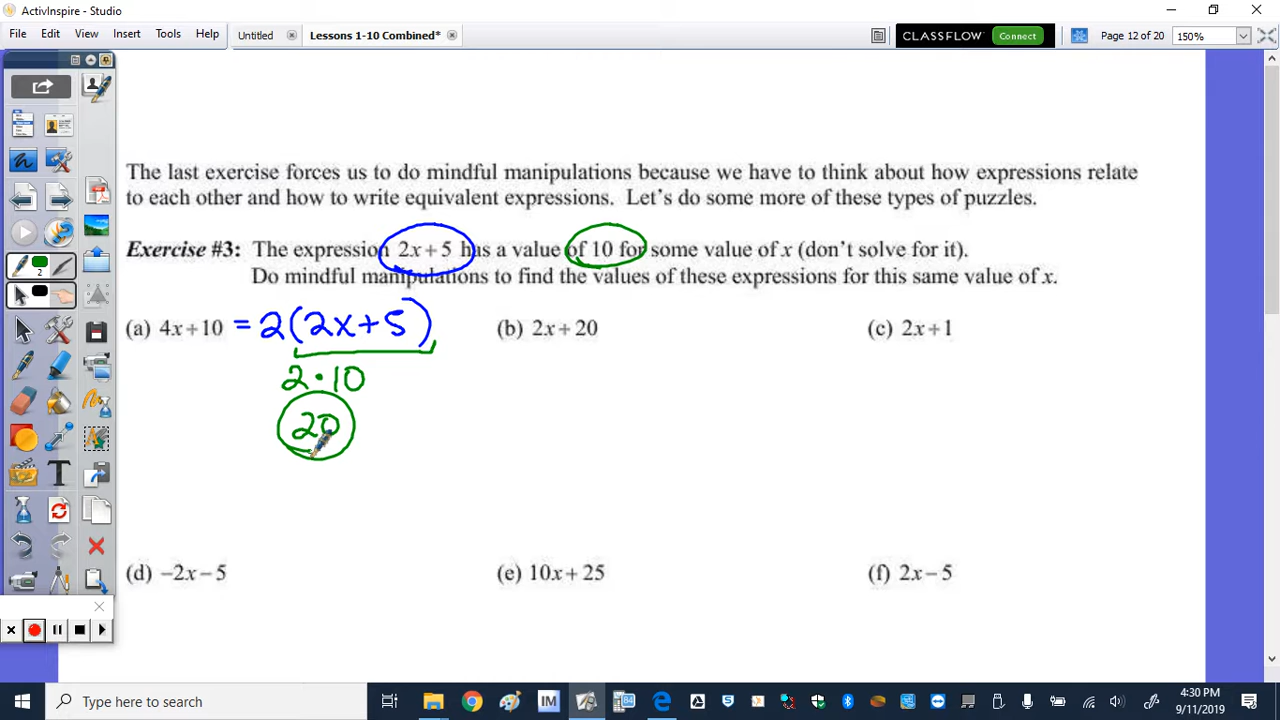 ActivInspire - Studio
File Edit View Insert Tools Help Untitled Lessons 1-10 Combined* CLASSFLOW Connect Page 12 of 20 150%
The last exercise forces us to do mindful manipulations because we have to think about how expressions relate
to each other and how to write equivalent expressions. Let's do some more of these types of puzzles.
Exercise #3: The expression 2x+5 has a value of 10 for some value of x (don't solve for it).
2
Do mindful manipulations to find the values of these expressions for this same value of x.
(a) 4x+10 = 2(2x+5) (b) 2x+20 (c) 2x+1
2·10
20
(d) −2x−5 (e) 10x+25 (f) 2x−5
IM
Type here to search
4:30 PM
9/11/2019